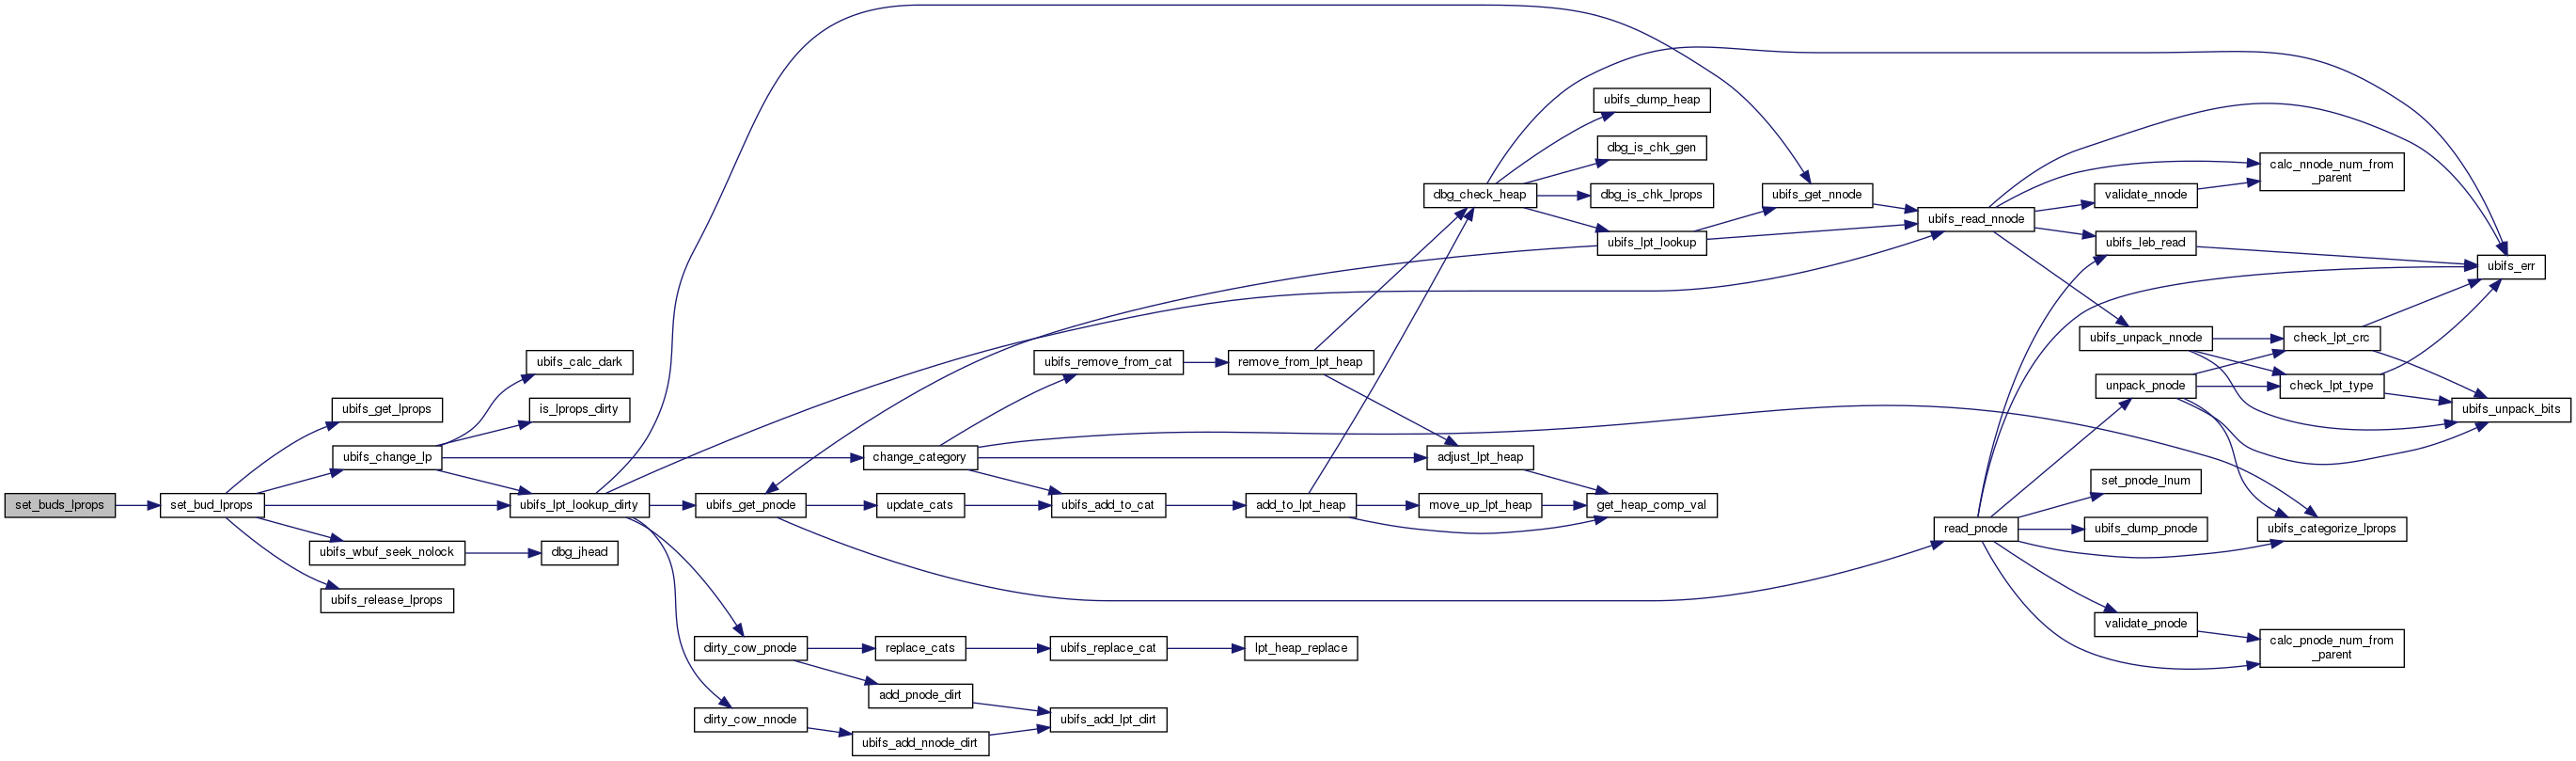 set_buds_lprops
set_bud_lprops
ubifs_get_lprops
ubifs_change_lp
ubifs_wbuf_seek_nolock
ubifs_release_lprops
ubifs_calc_dark
is_lprops_dirty
ubifs_lpt_lookup_dirty
dbg_jhead
ubifs_get_pnode
dirty_cow_pnode
dirty_cow_nnode
change_category
update_cats
replace_cats
add_pnode_dirt
ubifs_add_nnode_dirt
ubifs_remove_from_cat
ubifs_add_to_cat
ubifs_replace_cat
ubifs_add_lpt_dirt
remove_from_lpt_heap
add_to_lpt_heap
lpt_heap_replace
dbg_check_heap
adjust_lpt_heap
move_up_lpt_heap
ubifs_dump_heap
dbg_is_chk_gen
dbg_is_chk_lprops
ubifs_lpt_lookup
get_heap_comp_val
ubifs_get_nnode
ubifs_read_nnode
read_pnode
validate_nnode
ubifs_leb_read
ubifs_unpack_nnode
unpack_pnode
set_pnode_lnum
ubifs_dump_pnode
validate_pnode
calc_nnode_num_from
_parent
check_lpt_crc
check_lpt_type
ubifs_categorize_lprops
calc_pnode_num_from
_parent
ubifs_err
ubifs_unpack_bits